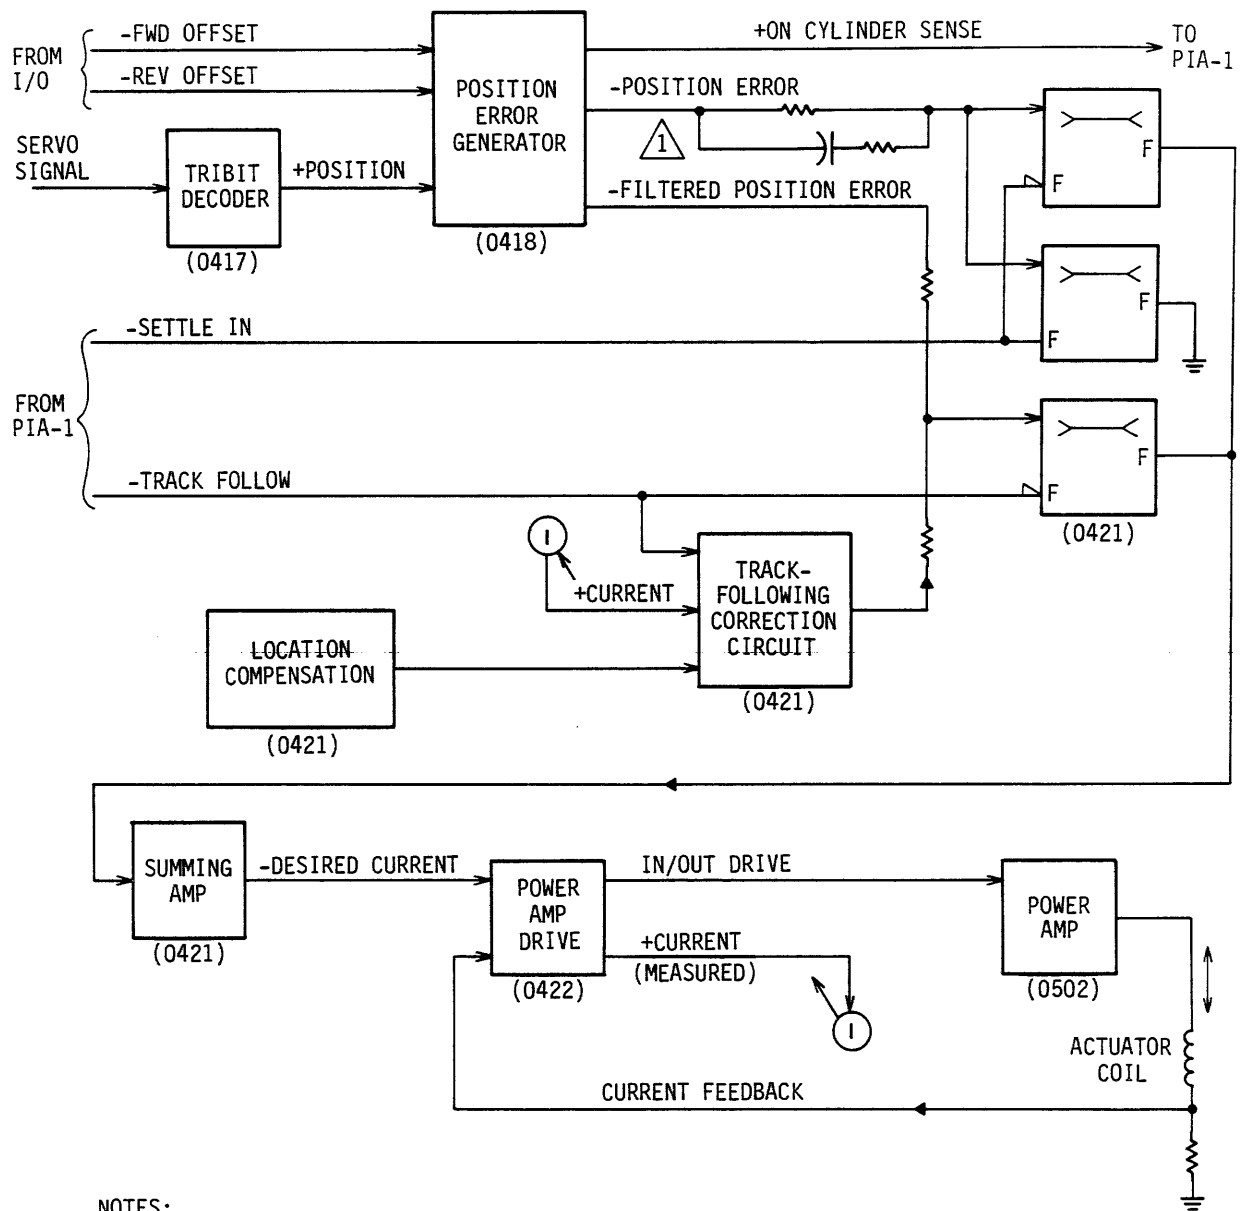 FROM
I/O
-FWD OFFSET
-REV OFFSET
SERVO
SIGNAL
TRIBIT
DECODER
(0417)
+POSITION
POSITION
ERROR
GENERATOR
(0418)
+ON CYLINDER SENSE
TO
PIA-1
-POSITION ERROR
1
-FILTERED POSITION ERROR
F
F
F
F
-SETTLE IN
FROM
PIA-1
-TRACK FOLLOW
F
F
(0421)
I
+CURRENT
TRACK-
FOLLOWING
CORRECTION
CIRCUIT
(0421)
LOCATION
COMPENSATION
(0421)
SUMMING
AMP
(0421)
-DESIRED CURRENT
POWER
AMP
DRIVE
(0422)
IN/OUT DRIVE
+CURRENT
(MEASURED)
I
POWER
AMP
(0502)
ACTUATOR
COIL
CURRENT FEEDBACK
NOTES: